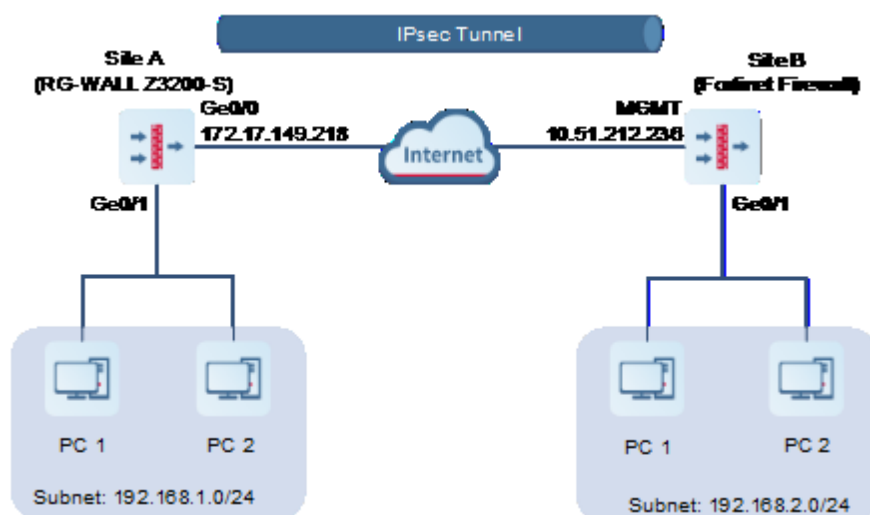 IPsec Tunnel
Site A
(RG-WALL Z3200-S)
Ge0/0
172.17.149.218
Internet
MGMT
10.51.212.236
Site B
(Fortinet Firewall)
Ge0/1
Ge0/1
PC 1
PC 2
PC 1
PC 2
Subnet: 192.168.1.0/24
Subnet: 192.168.2.0/24